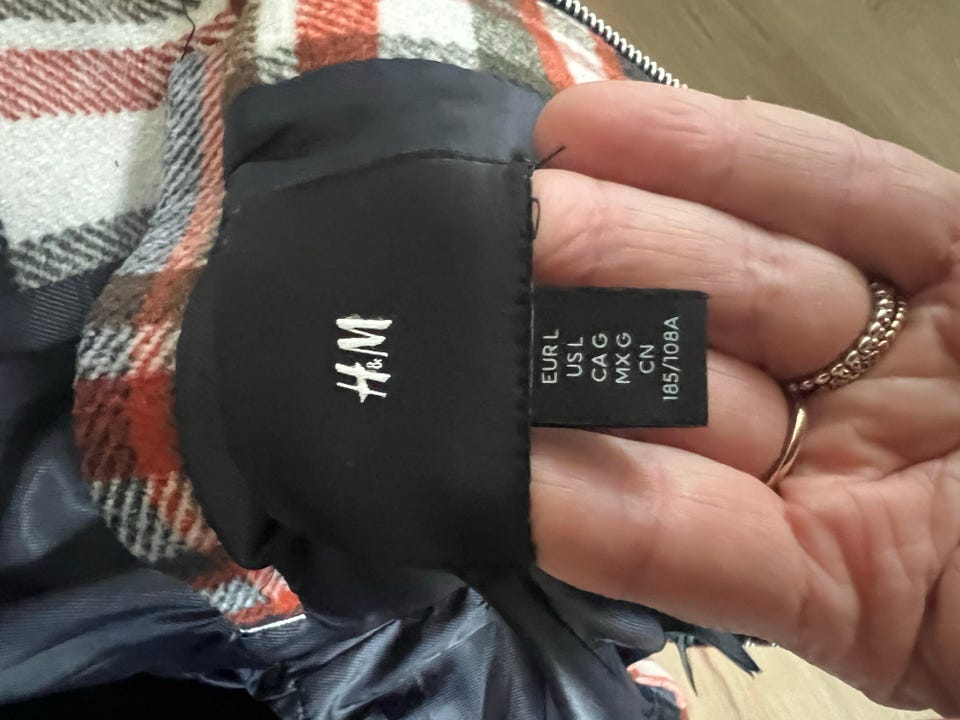 H&M
EUR L
US L
CA G
MX G
CN
185/108A